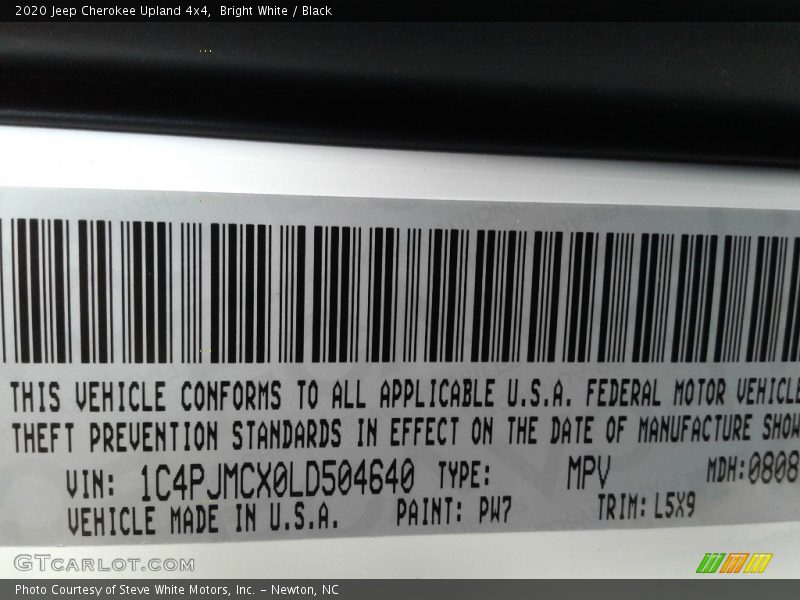 2020 Jeep Cherokee Upland 4x4,  Bright White / Black
THIS VEHICLE CONFORMS TO ALL APPLICABLE U.S.A. FEDERAL MOTOR VEHICLE
THEFT PREVENTION STANDARDS IN EFFECT ON THE DATE OF MANUFACTURE SHOW
VIN: 1C4PJMCX0LD504640 TYPE: MPV MDH:0808
VEHICLE MADE IN U.S.A. PAINT: PW7 TRIM: L5X9
GTCARLOT.COM
Photo Courtesy of Steve White Motors, Inc. – Newton, NC